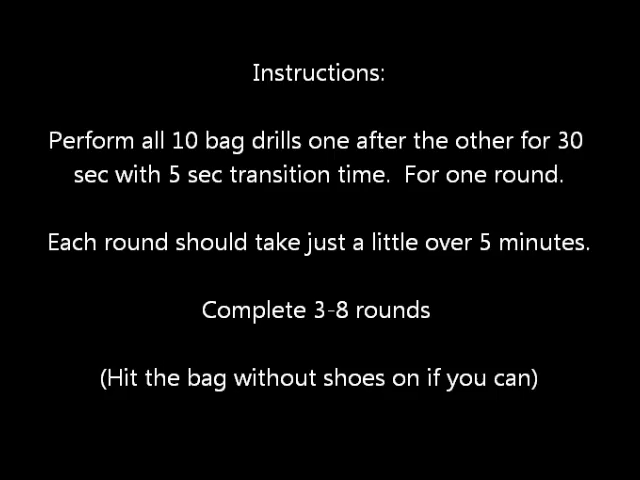 Instructions:
Perform all 10 bag drills one after the other for 30
sec with 5 sec transition time.  For one round.
Each round should take just a little over 5 minutes.
Complete 3-8 rounds
(Hit the bag without shoes on if you can)